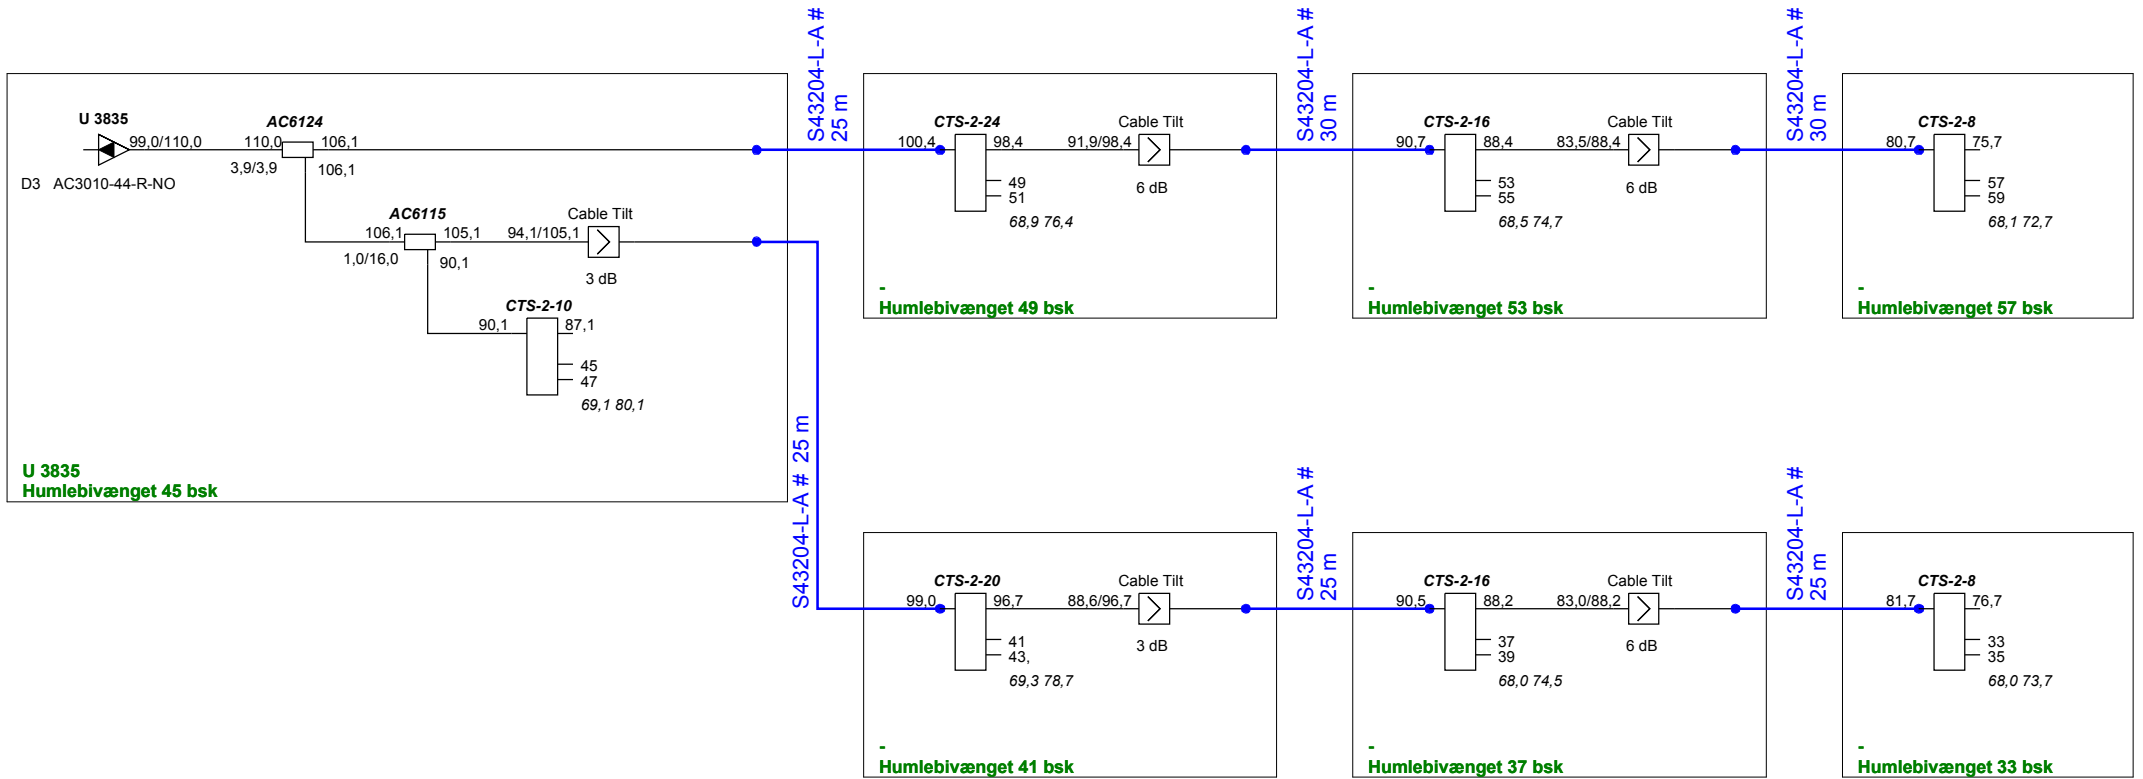 U 3835
99,0/110,0
D3 AC3010-44-R-NO
AC6124
110,0
106,1
3,9/3,9
106,1
AC6115
106,1
105,1
1,0/16,0
90,1
94,1/105,1
Cable Tilt
3 dB
CTS-2-10
90,1
87,1
45
47
69,1 80,1
U 3835
Humlebivænget 45 bsk
S43204-L-A #
25 m
CTS-2-24
100,4
98,4
49
51
68,9 76,4
91,9/98,4
Cable Tilt
6 dB
-
Humlebivænget 49 bsk
S43204-L-A #
30 m
CTS-2-16
90,7
88,4
53
55
68,5 74,7
83,5/88,4
Cable Tilt
6 dB
-
Humlebivænget 53 bsk
S43204-L-A #
30 m
CTS-2-8
80,7
75,7
57
59
68,1 72,7
-
Humlebivænget 57 bsk
S43204-L-A # 25 m
CTS-2-20
99,0
96,7
41
43,
69,3 78,7
88,6/96,7
Cable Tilt
3 dB
-
Humlebivænget 41 bsk
S43204-L-A #
25 m
CTS-2-16
90,5
88,2
37
39
68,0 74,5
83,0/88,2
Cable Tilt
6 dB
-
Humlebivænget 37 bsk
S43204-L-A #
25 m
CTS-2-8
81,7
76,7
33
35
68,0 73,7
-
Humlebivænget 33 bsk